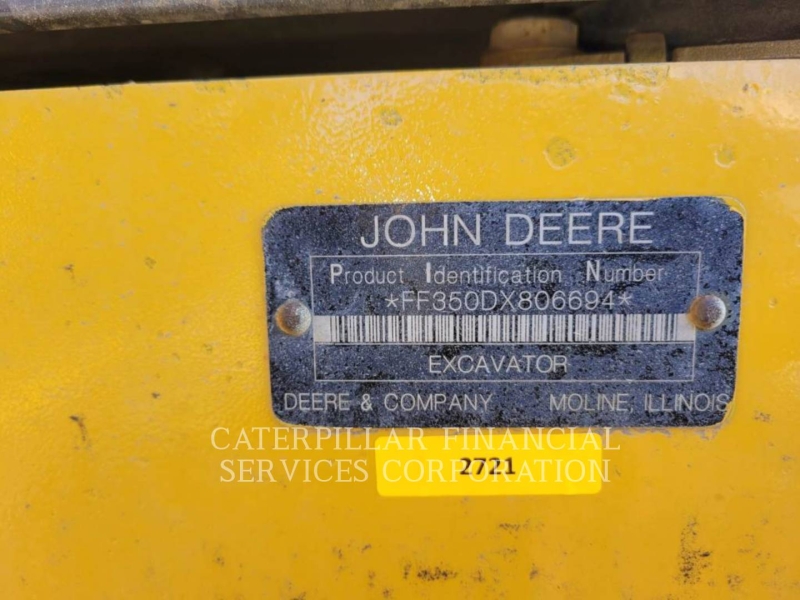 JOHN DEERE
Product Identification Number
*FF350DX806694*
EXCAVATOR
DEERE & COMPANY MOLINE, ILLINOIS
CATERPILLAR FINANCIAL
SERVICES CORPORATION
2721